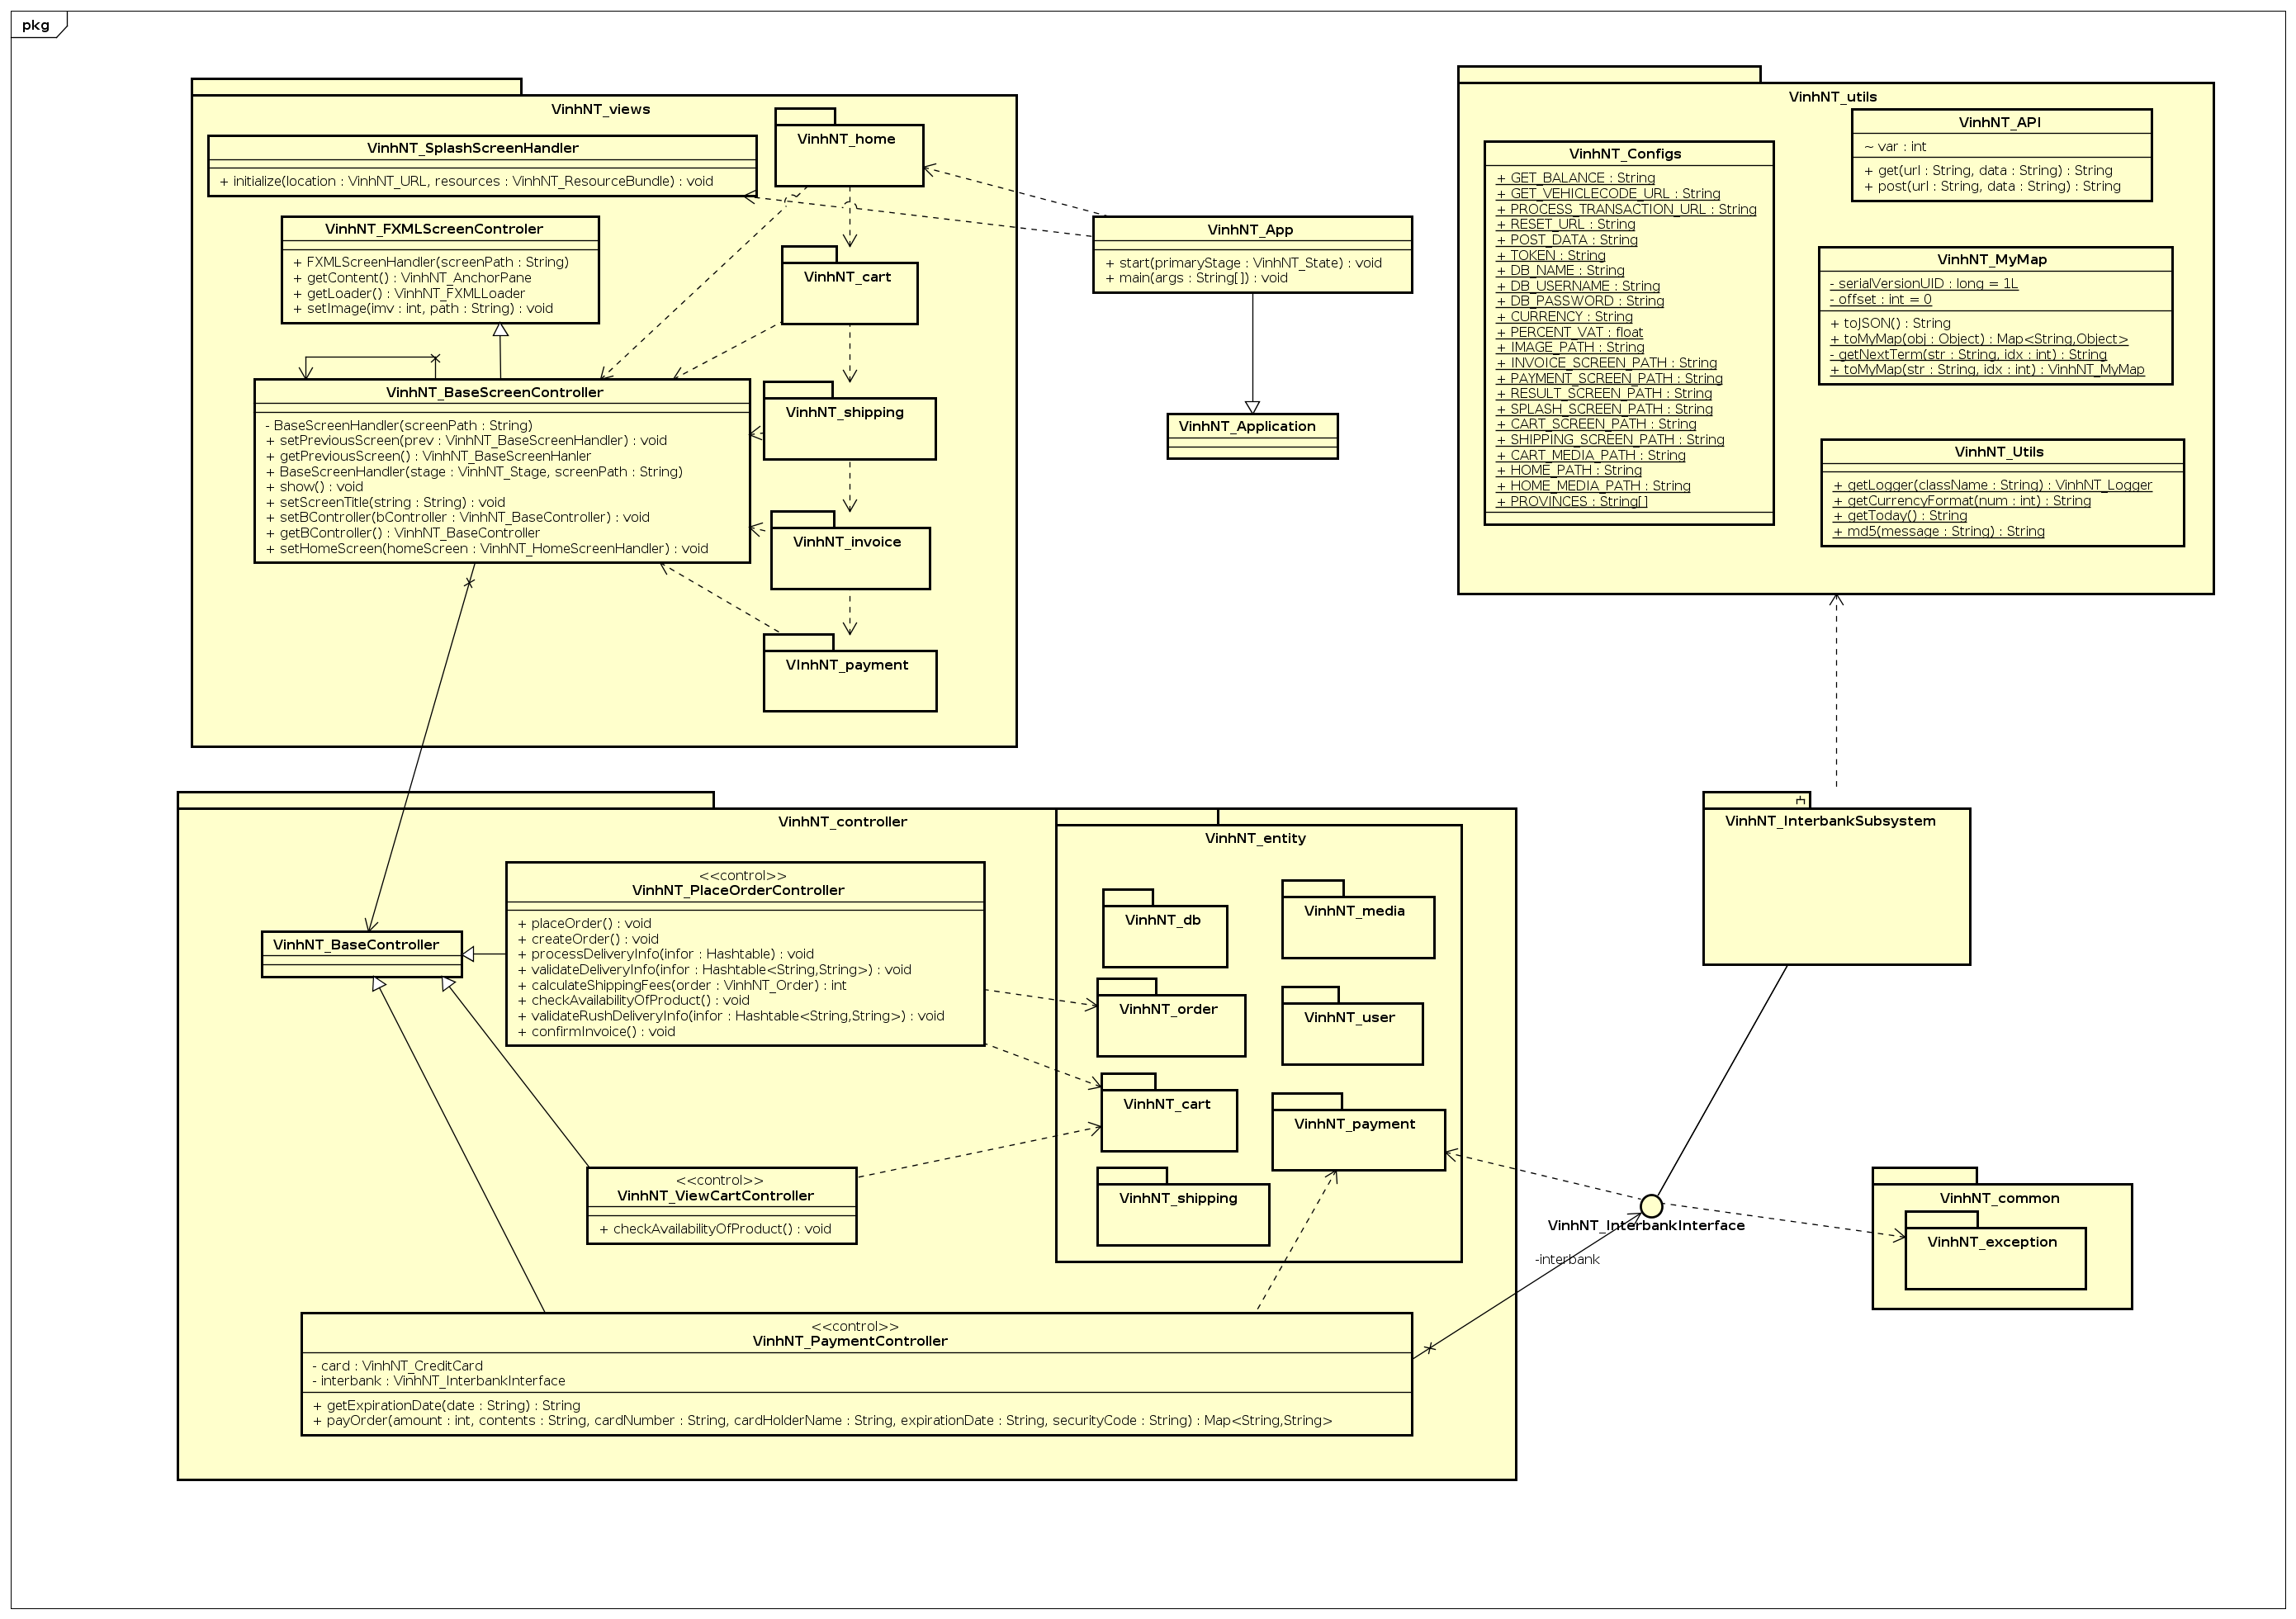 pkg
VinhNT_views
VinhNT_SplashScreenHandler
+ initialize(location : VinhNT_URL, resources : VinhNT_ResourceBundle) : void
VinhNT_FXMLScreenControler
+ FXMLScreenHandler(screenPath : String)
+ getContent() : VinhNT_AnchorPane
+ getLoader() : VinhNT_FXMLLoader
+ setImage(imv : int, path : String) : void
VinhNT_BaseScreenController
- BaseScreenHandler(screenPath : String)
+ setPreviousScreen(prev : VinhNT_BaseScreenHandler) : void
+ getPreviousScreen() : VinhNT_BaseScreenHanler
+ BaseScreenHandler(stage : VinhNT_Stage, screenPath : String)
+ show() : void
+ setScreenTitle(string : String) : void
+ setBController(bController : VinhNT_BaseController) : void
+ getBController() : VinhNT_BaseController
+ setHomeScreen(homeScreen : VinhNT_HomeScreenHandler) : void
VinhNT_home
VinhNT_cart
VinhNT_shipping
VinhNT_invoice
VInhNT_payment
VinhNT_App
+ start(primaryStage : VinhNT_State) : void
+ main(args : String[]) : void
VinhNT_Application
VinhNT_utils
VinhNT_Configs
+ GET_BALANCE : String
+ GET_VEHICLECODE_URL : String
+ PROCESS_TRANSACTION_URL : String
+ RESET_URL : String
+ POST_DATA : String
+ TOKEN : String
+ DB_NAME : String
+ DB_USERNAME : String
+ DB_PASSWORD : String
+ CURRENCY : String
+ PERCENT_VAT : float
+ IMAGE_PATH : String
+ INVOICE_SCREEN_PATH : String
+ PAYMENT_SCREEN_PATH : String
+ RESULT_SCREEN_PATH : String
+ SPLASH_SCREEN_PATH : String
+ CART_SCREEN_PATH : String
+ SHIPPING_SCREEN_PATH : String
+ CART_MEDIA_PATH : String
+ HOME_PATH : String
+ HOME_MEDIA_PATH : String
+ PROVINCES : String[]
VinhNT_API
~ var : int
+ get(url : String, data : String) : String
+ post(url : String, data : String) : String
VinhNT_MyMap
- serialVersionUID : long = 1L
- offset : int = 0
+ toJSON() : String
+ toMyMap(obj : Object) : Map<String,Object>
- getNextTerm(str : String, idx : int) : String
+ toMyMap(str : String, idx : int) : VinhNT_MyMap
VinhNT_Utils
+ getLogger(className : String) : VinhNT_Logger
+ getCurrencyFormat(num : int) : String
+ getToday() : String
+ md5(message : String) : String
VinhNT_controller
VinhNT_BaseController
<<control>>
VinhNT_PlaceOrderController
+ placeOrder() : void
+ createOrder() : void
+ processDeliveryInfo(infor : Hashtable) : void
+ validateDeliveryInfo(infor : Hashtable<String,String>) : void
+ calculateShippingFees(order : VinhNT_Order) : int
+ checkAvailabilityOfProduct() : void
+ validateRushDeliveryInfo(infor : Hashtable<String,String>) : void
+ confirmInvoice() : void
<<control>>
VinhNT_ViewCartController
+ checkAvailabilityOfProduct() : void
<<control>>
VinhNT_PaymentController
- card : VinhNT_CreditCard
- interbank : VinhNT_InterbankInterface
+ getExpirationDate(date : String) : String
+ payOrder(amount : int, contents : String, cardNumber : String, cardHolderName : String, expirationDate : String, securityCode : String) : Map<String,String>
VinhNT_entity
VinhNT_db
VinhNT_media
VinhNT_order
VinhNT_user
VinhNT_cart
VinhNT_payment
VinhNT_shipping
VinhNT_InterbankSubsystem
VinhNT_InterbankInterface
-interbank
VinhNT_common
VinhNT_exception